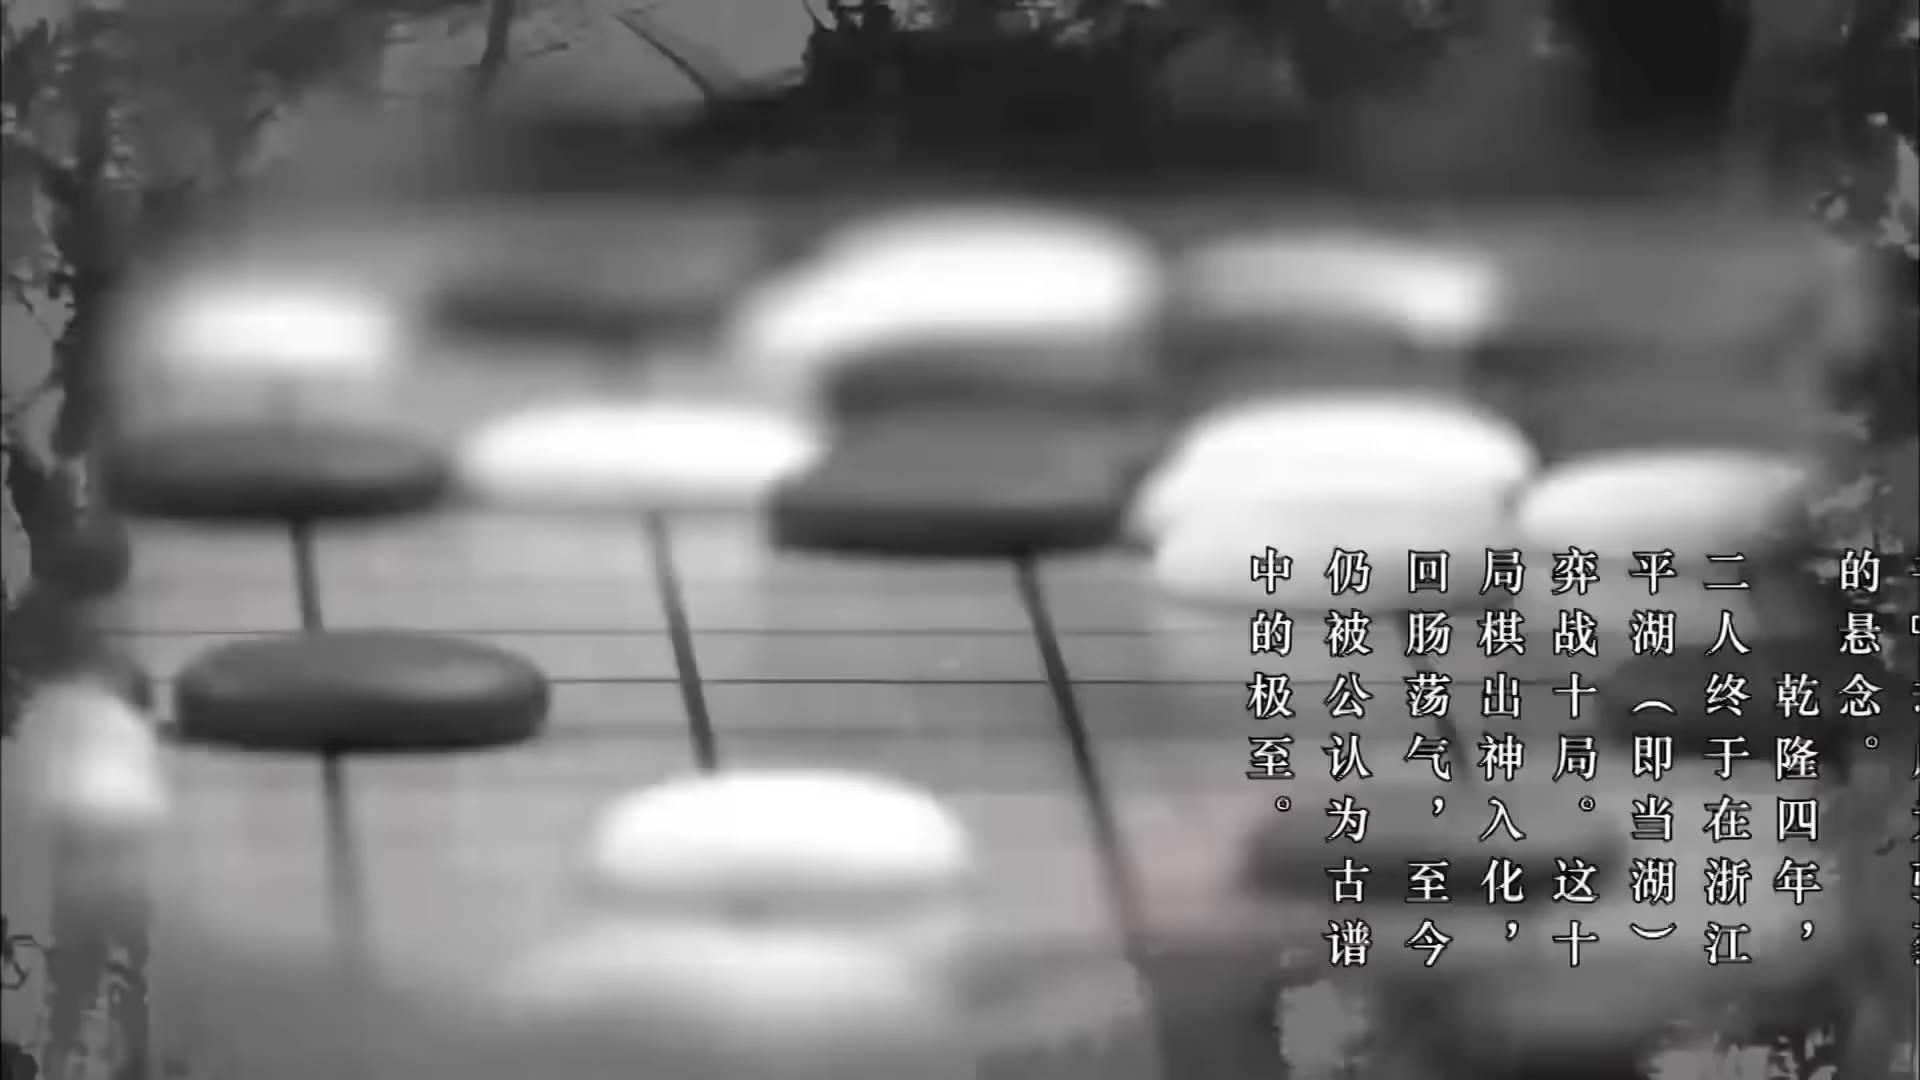 的悬念。
乾隆四年，
二人终于在浙江
平湖（即当湖）
弈战十局。这十
局棋出神入化，
回肠荡气，至今
仍被公认为古谱
中的极至。